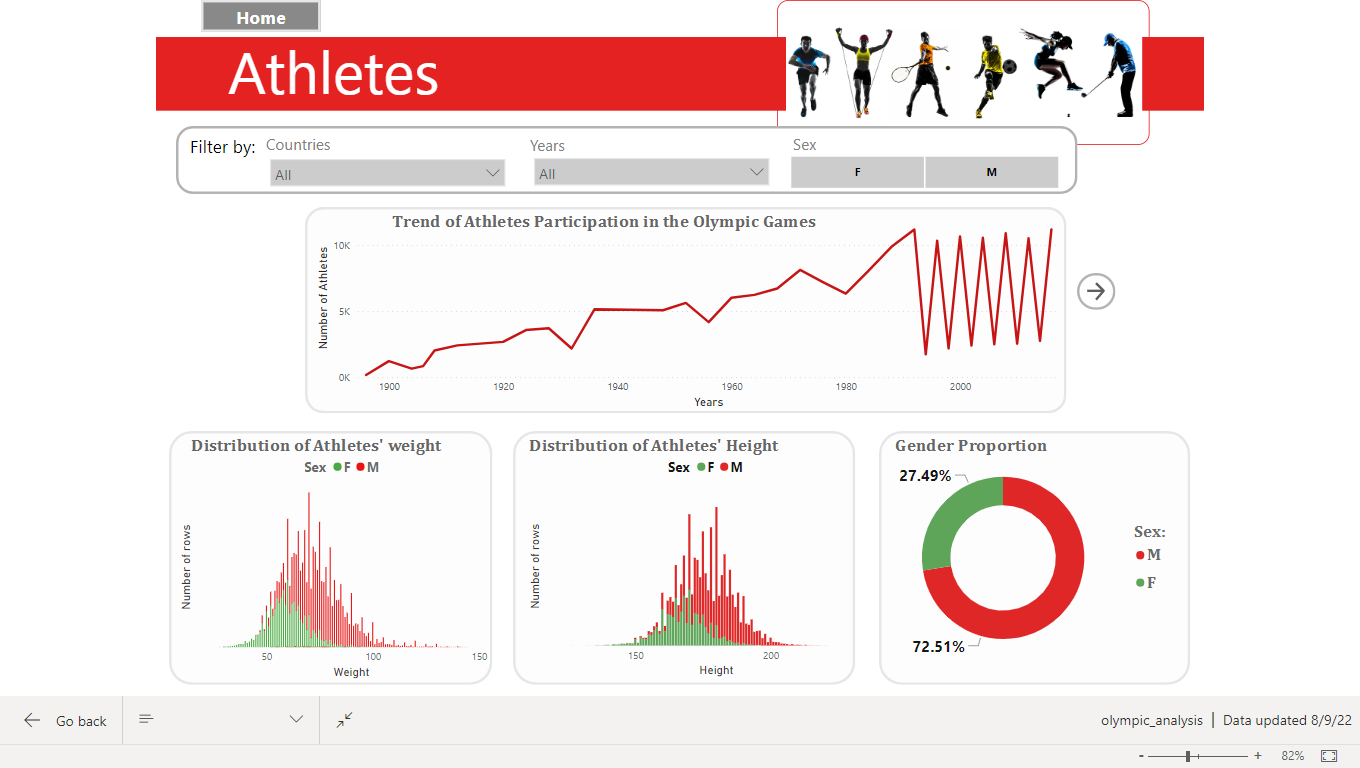 Home
Athletes
Filter by:
Countries
All
Years
All
Sex
F
M
Trend of Athletes Participation in the Olympic Games
Number of Athletes
10K
5K
0K
1900 1920 1940 1960 1980 2000
Years
Distribution of Athletes' weight
Sex F M
Number of rows
50 100 150
Weight
Distribution of Athletes' Height
Sex F M
Number of rows
150 200
Height
Gender Proportion
27.49%
72.51%
Sex:
M
F
Go back
olympic_analysis | Data updated 8/9/22
- + 82%